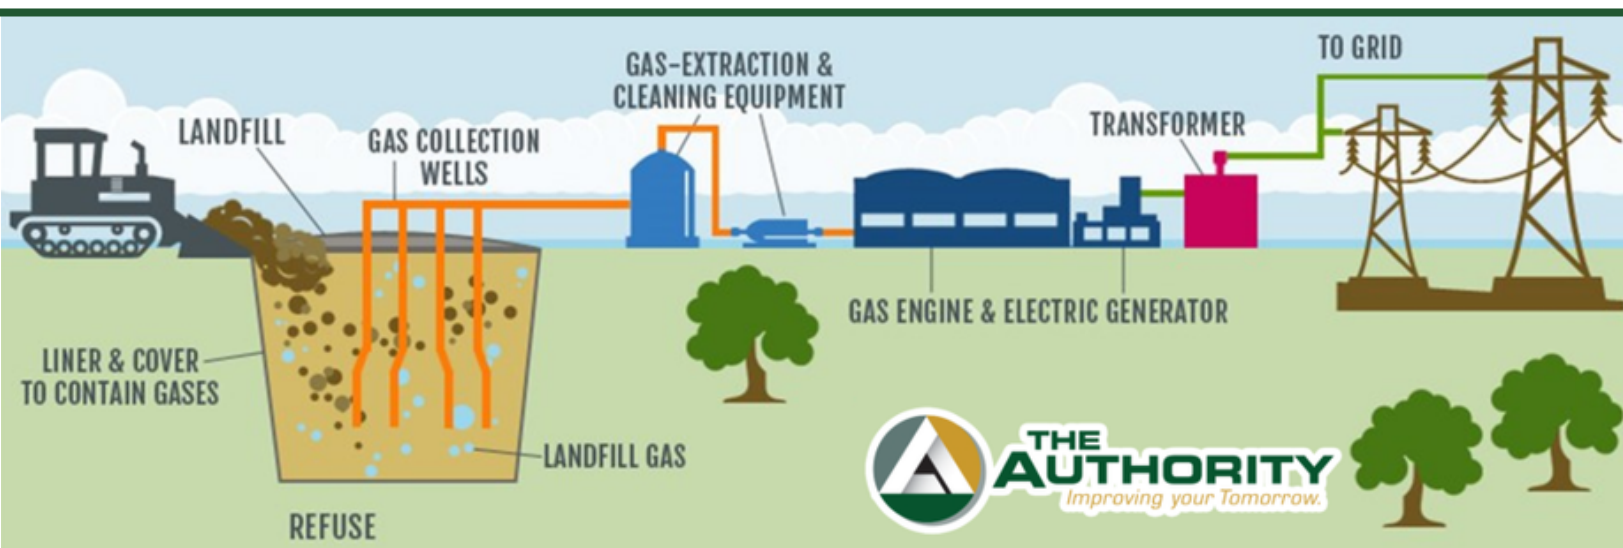 LANDFILL
GAS COLLECTION
WELLS
GAS-EXTRACTION &
CLEANING EQUIPMENT
TRANSFORMER
TO GRID
LINER & COVER
TO CONTAIN GASES
GAS ENGINE & ELECTRIC GENERATOR
LANDFILL GAS
REFUSE
THE
AUTHORITY
Improving your Tomorrow.